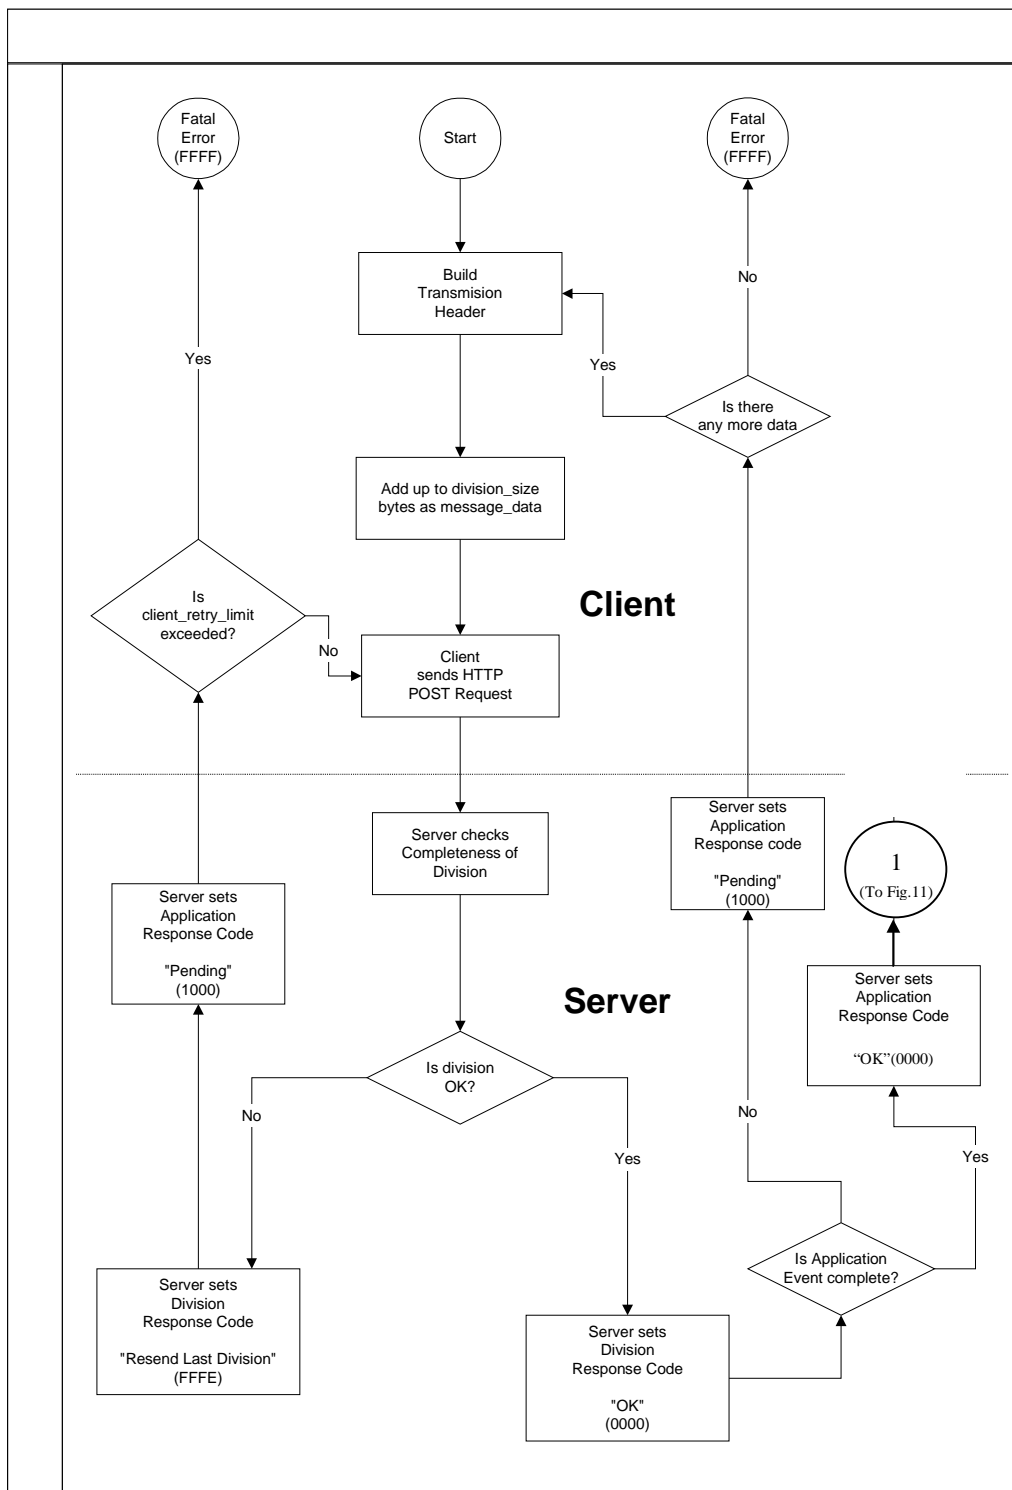 Fatal
Error
(FFFF)
Start
Fatal
Error
(FFFF)
No
Build
Transmision
Header
Yes
Yes
Is there
any more data
Add up to division_size
bytes as message_data
Is
client_retry_limit
exceeded?
Client
No
Client
sends HTTP
POST Request
Server sets
Application
Response code
"Pending"
(1000)
Server checks
Completeness of
Division
1
(To Fig.11)
Server sets
Application
Response Code
"Pending"
(1000)
Server
Server sets
Application
Response Code
“OK”(0000)
Is division
OK?
No
No
Yes
Yes
Is Application
Event complete?
Server sets
Division
Response Code
"Resend Last Division"
(FFFE)
Server sets
Division
Response Code
"OK"
(0000)